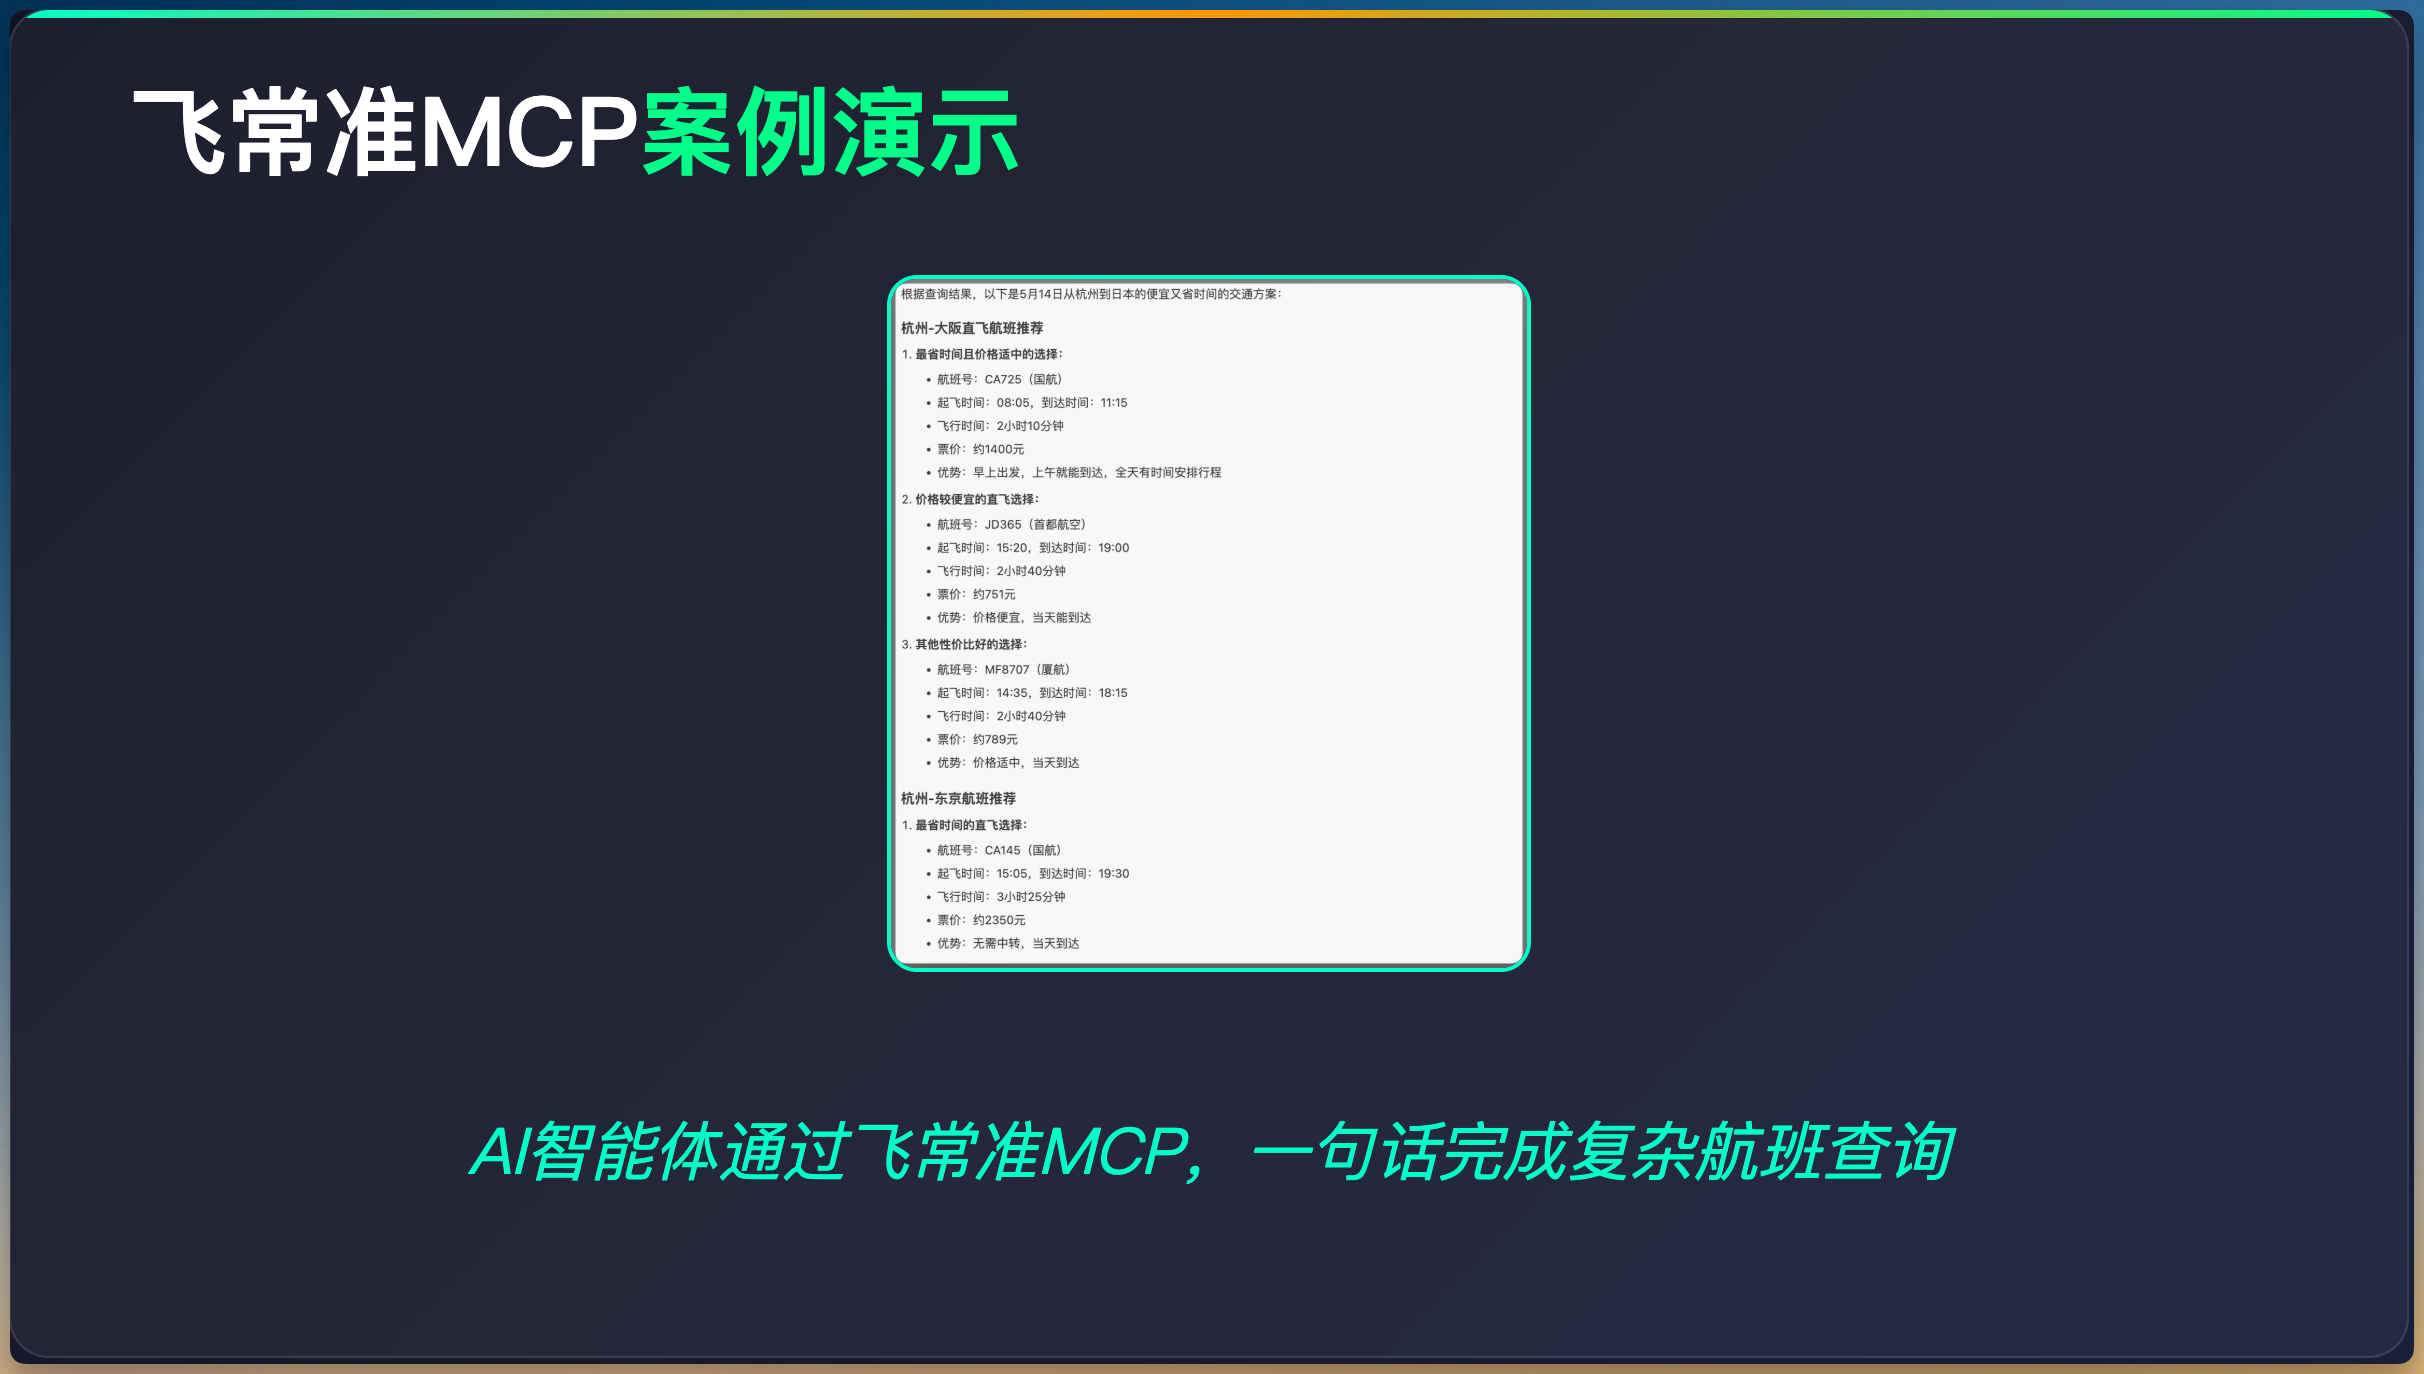 飞常准MCP案例演示
根据查询结果，以下是5月14日从杭州到日本的便宜又省时间的交通方案：
杭州-大阪直飞航班推荐
1. 最省时间且价格适中的选择：
• 航班号：CA725（国航）
• 起飞时间：08:05，到达时间：11:15
• 飞行时间：2小时10分钟
• 票价：约1400元
• 优势：早上出发，上午就能到达，全天有时间安排行程
2. 价格较便宜的直飞选择：
• 航班号：JD365（首都航空）
• 起飞时间：15:20，到达时间：19:00
• 飞行时间：2小时40分钟
• 票价：约751元
• 优势：价格便宜，当天能到达
3. 其他性价比好的选择：
• 航班号：MF8707（厦航）
• 起飞时间：14:35，到达时间：18:15
• 飞行时间：2小时40分钟
• 票价：约789元
• 优势：价格适中，当天到达
杭州-东京航班推荐
1. 最省时间的直飞选择：
• 航班号：CA145（国航）
• 起飞时间：15:05，到达时间：19:30
• 飞行时间：3小时25分钟
• 票价：约2350元
• 优势：无需中转，当天到达
AI智能体通过飞常准MCP，一句话完成复杂航班查询